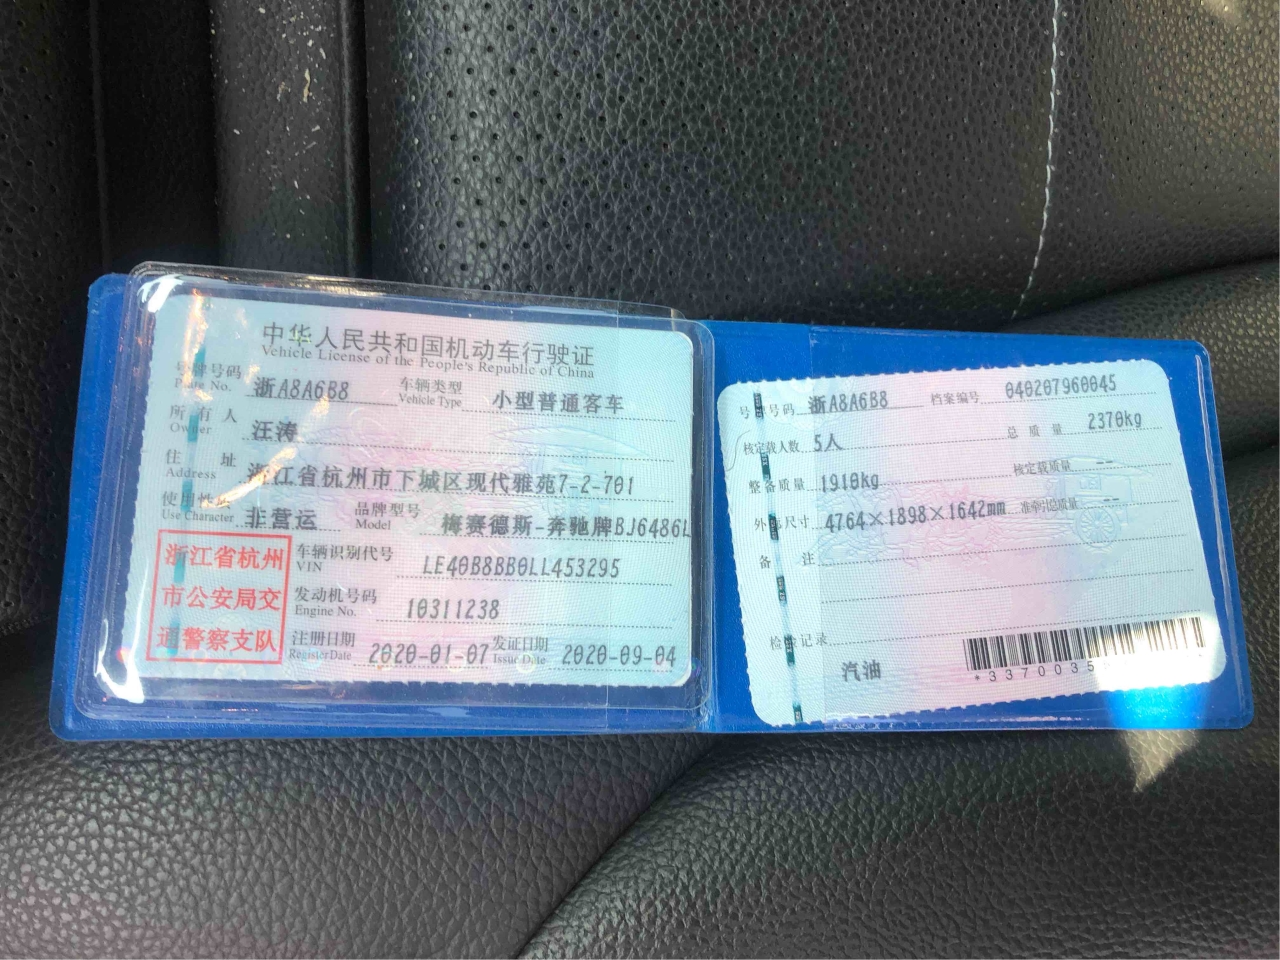 中华人民共和国机动车行驶证
Vehicle License of the People's Republic of China
号牌号码 浙A8A6B8 车辆类型 小型普通客车
Plate No. Vehicle Type
所有人 汪涛
Owner
住址 浙江省杭州市下城区现代雅苑7-2-701
Address
使用性质 非营运 品牌型号 梅赛德斯-奔驰牌BJ6486L
Use Character Model
浙江省杭州
市公安局交
通警察支队
车辆识别代号 LE40B8BB0LL453295
VIN
发动机号码 10311238
Engine No.
注册日期 2020-01-07 发证日期 2020-09-04
Register Date Issue Date
号牌号码 浙A8A6B8 档案编号 040207960045
核定载人数 5人 总质量 2370kg
整备质量 1910kg 核定载质量 --
外廓尺寸 4764×1898×1642mm 准牵引总质量 --
备注
检验记录
汽油
*3370035